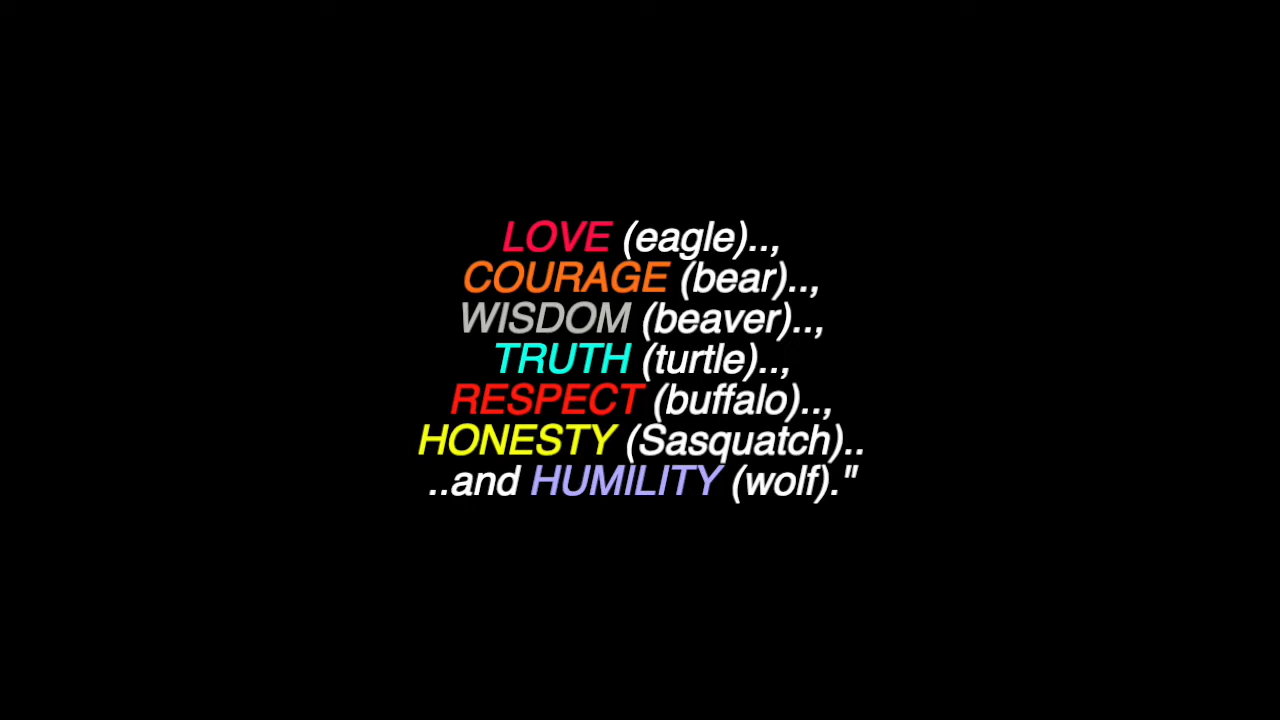 LOVE (eagle)..,
COURAGE (bear)..,
WISDOM (beaver)..,
TRUTH (turtle)..,
RESPECT (buffalo)..,
HONESTY (Sasquatch)..
..and HUMILITY (wolf)."